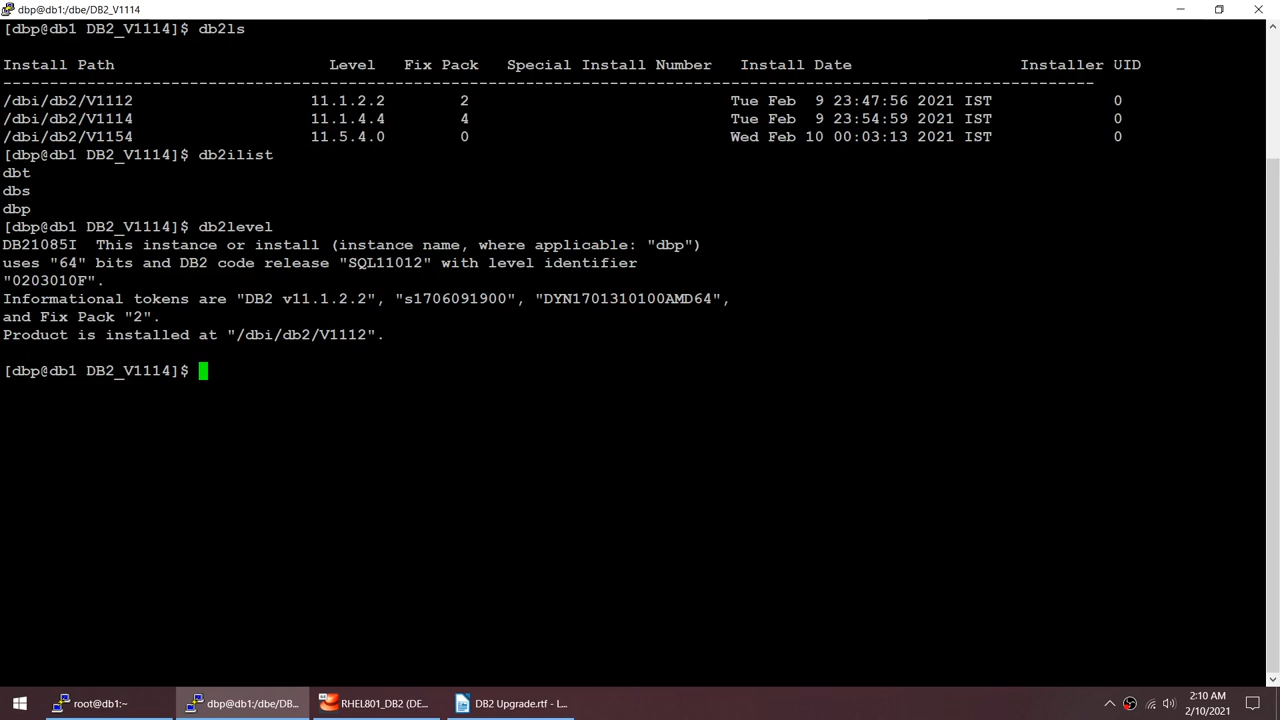 dbp@db1:/dbe/DB2_V1114
[dbp@db1 DB2_V1114]$ db2ls
Install Path Level Fix Pack Special Install Number Install Date Installer UID
---------------------------------------------------------------------------------------------------------------------
/dbi/db2/V1112 11.1.2.2 2 Tue Feb 9 23:47:56 2021 IST 0
/dbi/db2/V1114 11.1.4.4 4 Tue Feb 9 23:54:59 2021 IST 0
/dbi/db2/V1154 11.5.4.0 0 Wed Feb 10 00:03:13 2021 IST 0
[dbp@db1 DB2_V1114]$ db2ilist
dbt
dbs
dbp
[dbp@db1 DB2_V1114]$ db2level
DB21085I This instance or install (instance name, where applicable: "dbp")
uses "64" bits and DB2 code release "SQL11012" with level identifier
"0203010F".
Informational tokens are "DB2 v11.1.2.2", "s1706091900", "DYN1701310100AMD64",
and Fix Pack "2".
Product is installed at "/dbi/db2/V1112".
[dbp@db1 DB2_V1114]$
root@db1:~ dbp@db1:/dbe/DB... RHEL801_DB2 (DE... DB2 Upgrade.rtf - L... 2:10 AM
2/10/2021